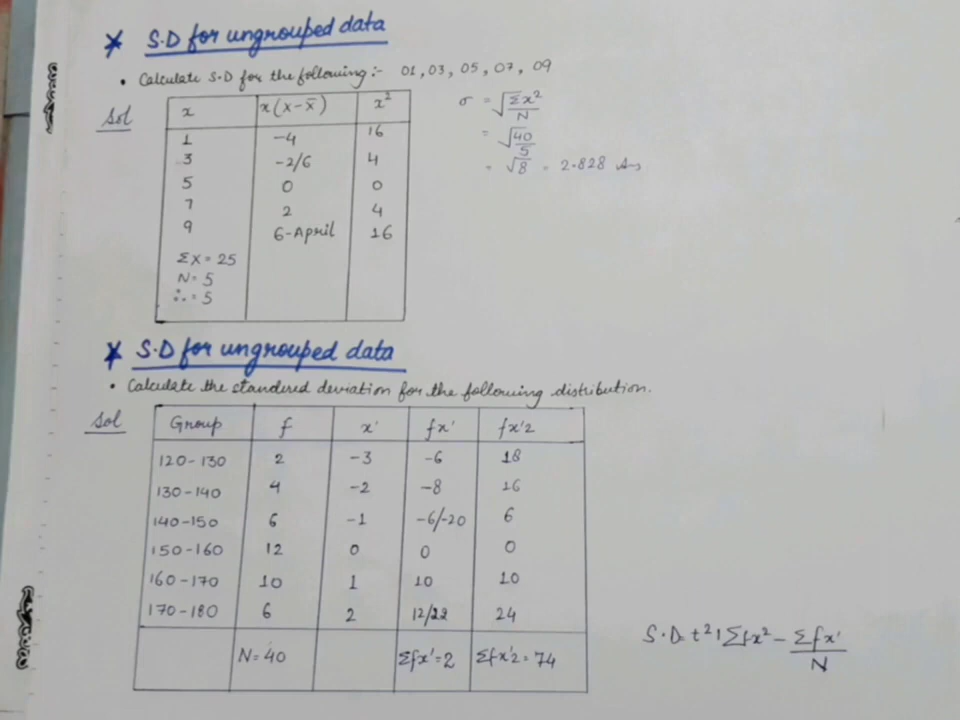 * S.D for ungrouped data
• Calculate S.D for the following:- 01, 03, 05, 07, 09
Sol
x x(x-x̄) x²
1 -4 16
3 -2/6 4
5 0 0
7 2 4
9 6-April 16
ΣX = 25
N = 5
∴ = 5
σ = √Σx²/N
= √40/5
= √8 = 2.828 Ans
* S.D for ungrouped data
• Calculate the standered deviation for the following distribution.
Sol
Group f x' fx' fx'2
120-130 2 -3 -6 18
130-140 4 -2 -8 16
140-150 6 -1 -6/-20 6
150-160 12 0 0 0
160-170 10 1 10 10
170-180 6 2 12/22 24
N=40 Σfx'=2 Σfx'2=74
S.D= t²1Σfx² - Σfx'/N